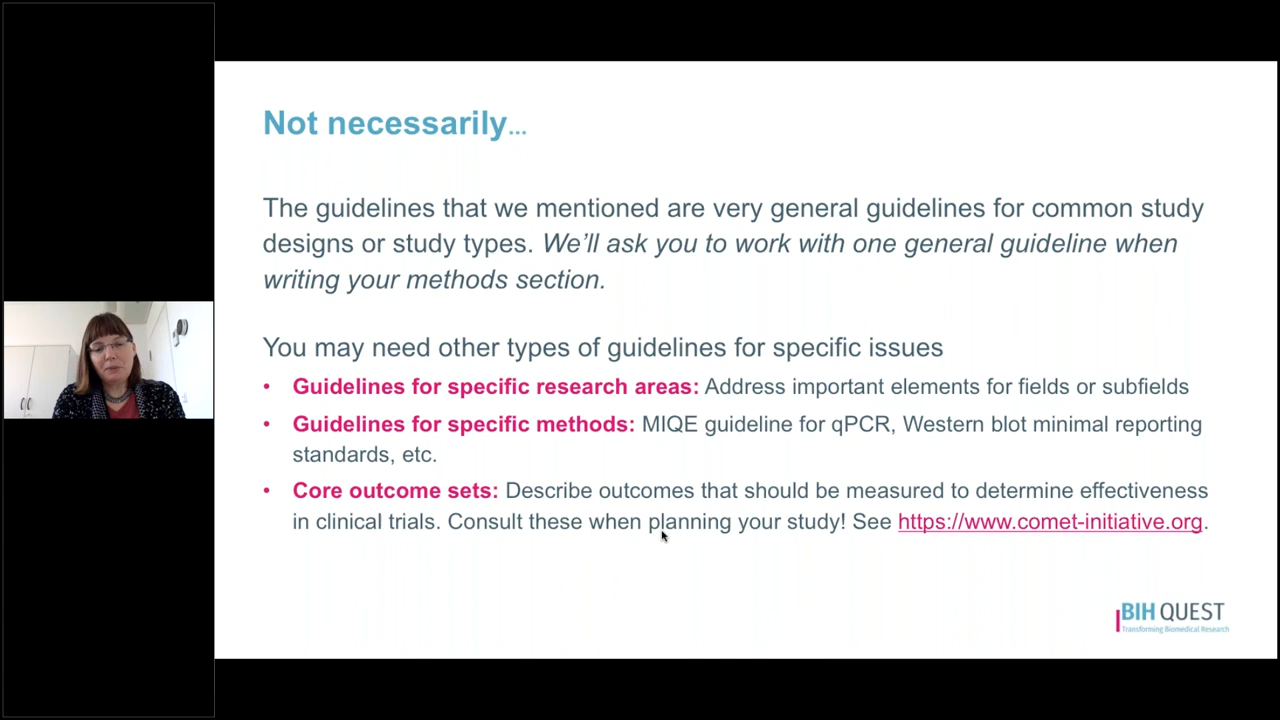 Not necessarily...
The guidelines that we mentioned are very general guidelines for common study
designs or study types. We’ll ask you to work with one general guideline when
writing your methods section.
You may need other types of guidelines for specific issues
• Guidelines for specific research areas: Address important elements for fields or subfields
• Guidelines for specific methods: MIQE guideline for qPCR, Western blot minimal reporting
standards, etc.
• Core outcome sets: Describe outcomes that should be measured to determine effectiveness
in clinical trials. Consult these when planning your study! See https://www.comet-initiative.org.
BIH QUEST
Transforming Biomedical Research